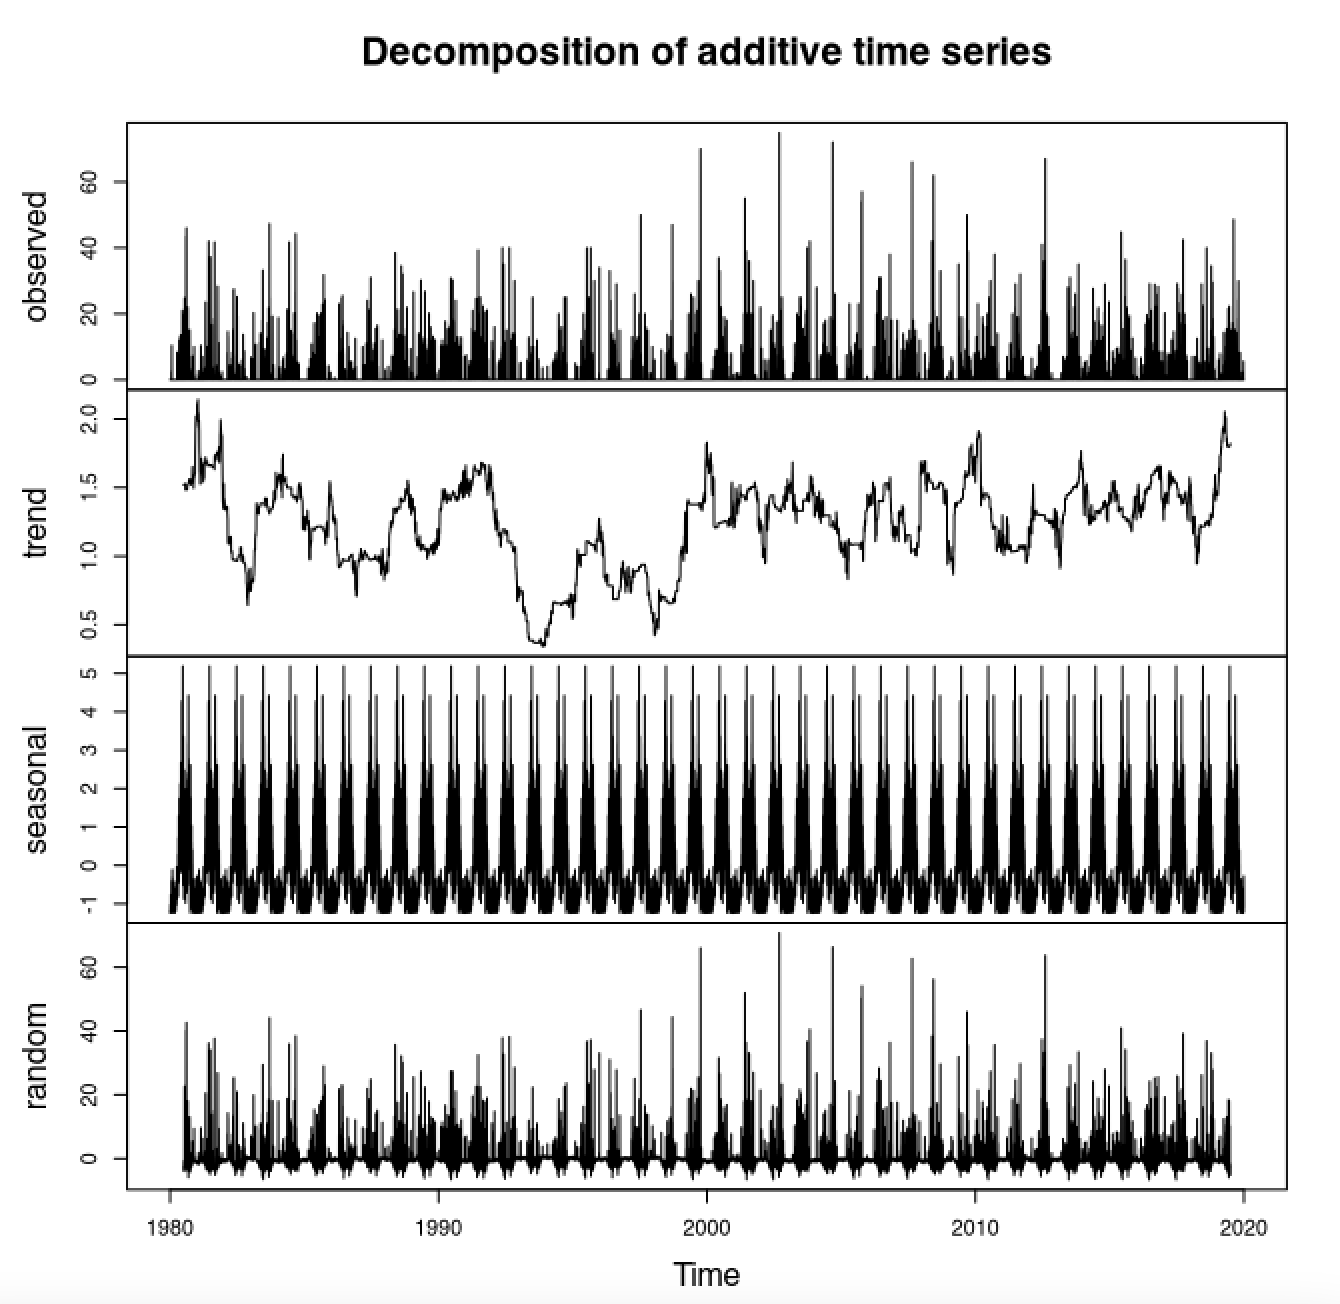 Decomposition of additive time series
observed
0 20 40 60
trend
0.5 1.0 1.5 2.0
seasonal
-1 0 1 2 3 4 5
random
0 20 40 60
1980 1990 2000 2010 2020
Time